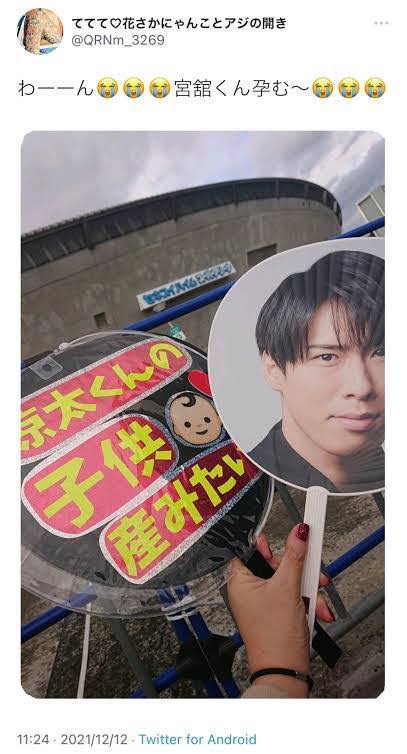 ててて♡花さかにゃんことアジの開き
@QRNm_3269
わーーん😭😭😭宮舘くん孕む〜😭😭😭
京太くんの
子供
産みたい
11:24 · 2021/12/12 · Twitter for Android